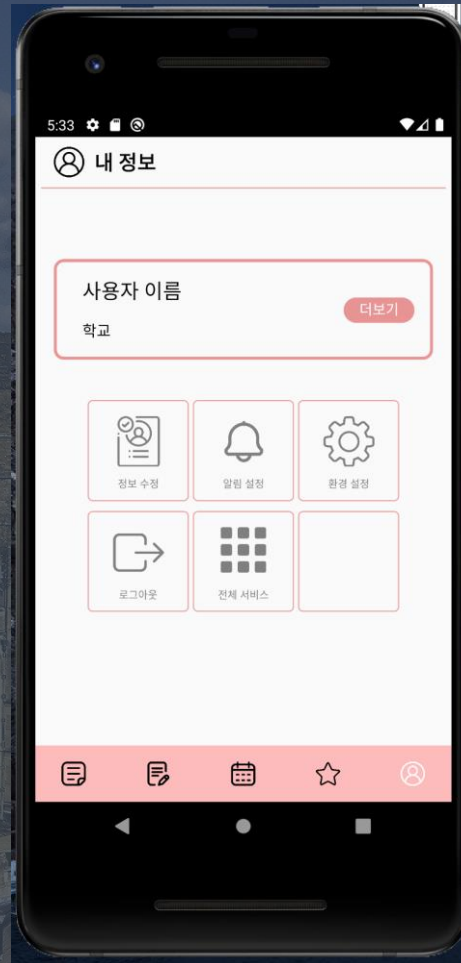 5:33
내 정보
사용자 이름
더보기
학교
정보 수정
알림 설정
환경 설정
로그아웃
전체 서비스